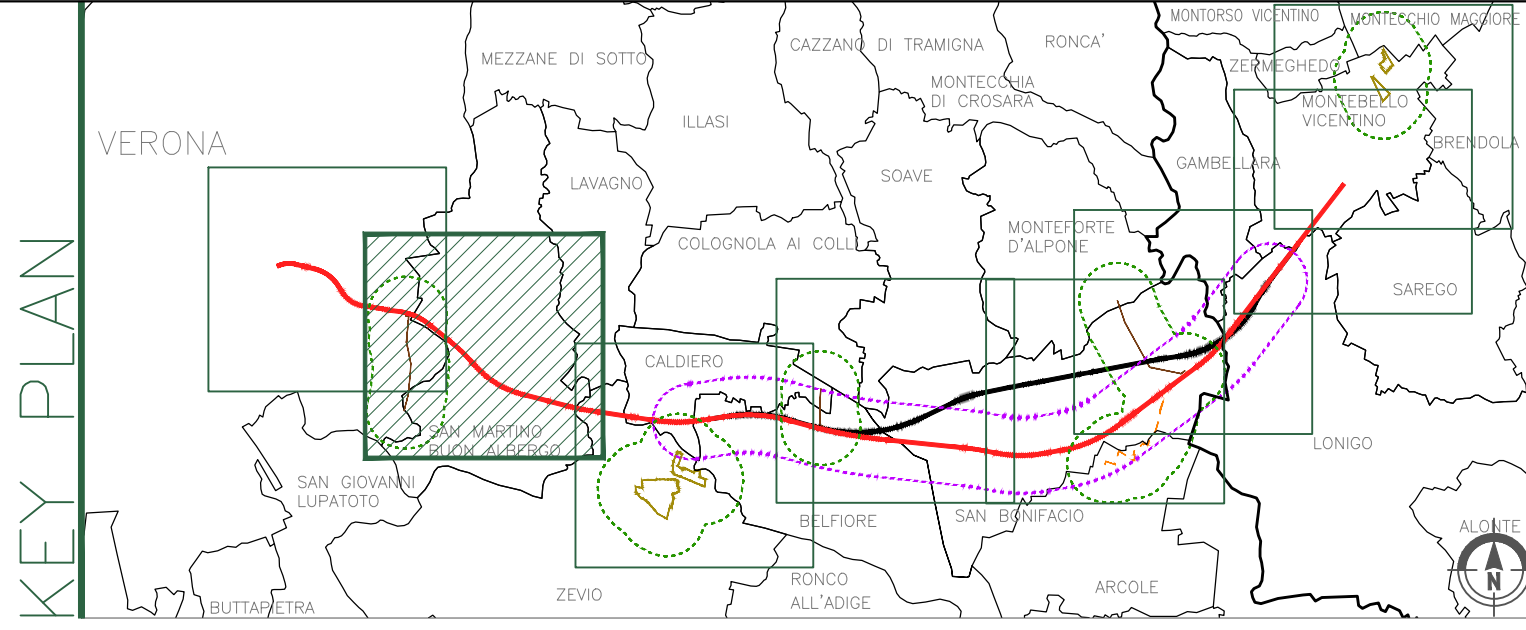 KEY PLAN
MONTORSO VICENTINO
MONTECCHIO MAGGIORE
CAZZANO DI TRAMIGNA
RONCA'
MEZZANE DI SOTTO
ZERMEGHEDO
MONTECCHIA
DI CROSARA
MONTEBELLO
VICENTINO
ILLASI
VERONA
BRENDOLA
GAMBELLARA
LAVAGNO
SOAVE
MONTEFORTE
D'ALPONE
COLOGNOLA AI COLLI
SAREGO
CALDIERO
SAN MARTINO
BUON ALBERGO
LONIGO
SAN GIOVANNI
LUPATOTO
BELFIORE
SAN BONIFACIO
ALONTE
N
ZEVIO
RONCO
ALL'ADIGE
ARCOLE
BUTTAPIETRA